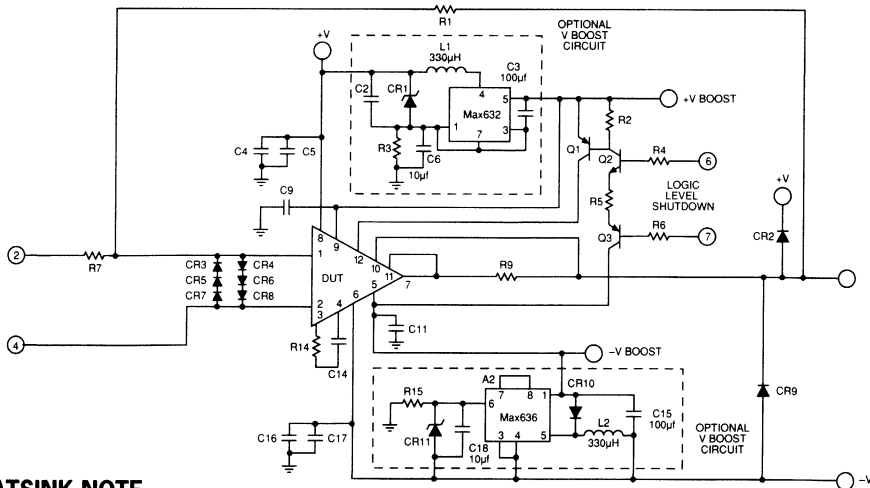 R1
OPTIONAL
V BOOST
CIRCUIT
+V
L1
330µH
C3
100µf
C2
CR1
4
5
Max632
1
3
7
+V BOOST
R2
R3
C6
10µf
Q1
Q2
R4
6
C4
C5
R5
LOGIC
LEVEL
SHUTDOWN
+V
C9
Q3
R6
7
CR2
8
9
12
10
11
2
R7
1
CR3
CR4
CR5
CR6
CR7
CR8
DUT
7
R9
2
3
4
6
5
4
R14
C14
C11
-V BOOST
A2
7
8
1
CR10
R15
6
Max636
C15
100µf
CR9
C16
C17
CR11
C18
10µf
3
4
5
L2
330µH
OPTIONAL
V BOOST
CIRCUIT
-V
ATSINK NOTE